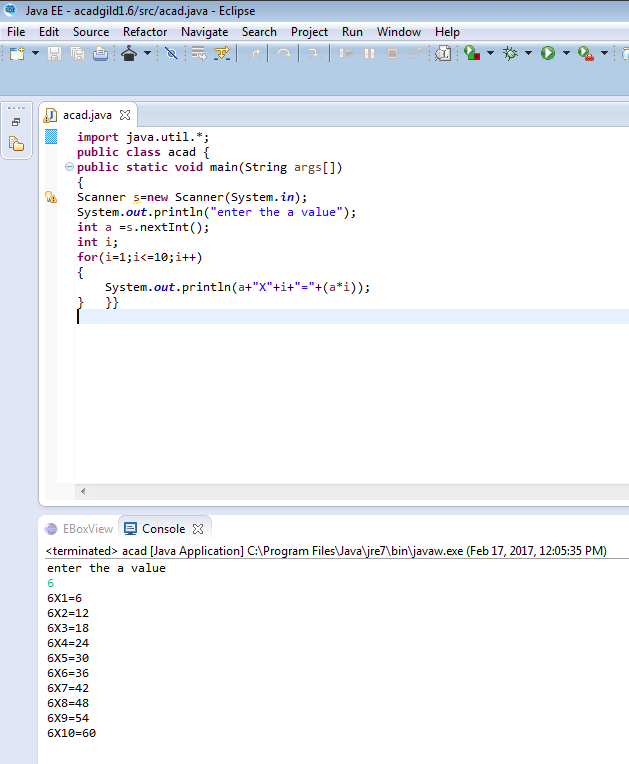 Java EE - acadgild1.6/src/acad.java - Eclipse
File Edit Source Refactor Navigate Search Project Run Window Help
acad.java
import java.util.*;
public class acad {
public static void main(String args[])
{
Scanner s=new Scanner(System.in);
System.out.println("enter the a value");
int a =s.nextInt();
int i;
for(i=1;i<=10;i++)
{
    System.out.println(a+"X"+i+"="+(a*i));
}   }}
EBoxView Console
<terminated> acad [Java Application] C:\Program Files\Java\jre7\bin\javaw.exe (Feb 17, 2017, 12:05:35 PM)
enter the a value
6
6X1=6
6X2=12
6X3=18
6X4=24
6X5=30
6X6=36
6X7=42
6X8=48
6X9=54
6X10=60